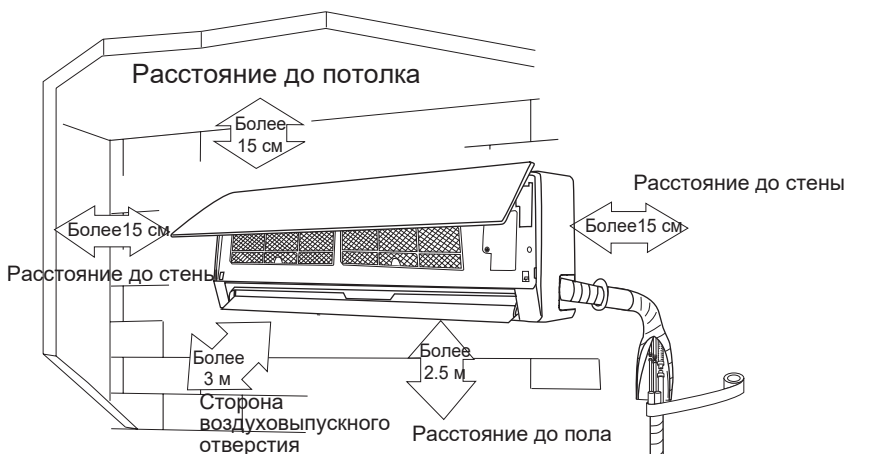 Расстояние до потолка
Более
15 см
Расстояние до стены
Более15 см
Более15 см
Расстояние до стены
Более
3 м
Более
2.5 м
Сторона
воздуховыпускного
отверстия
Расстояние до пола